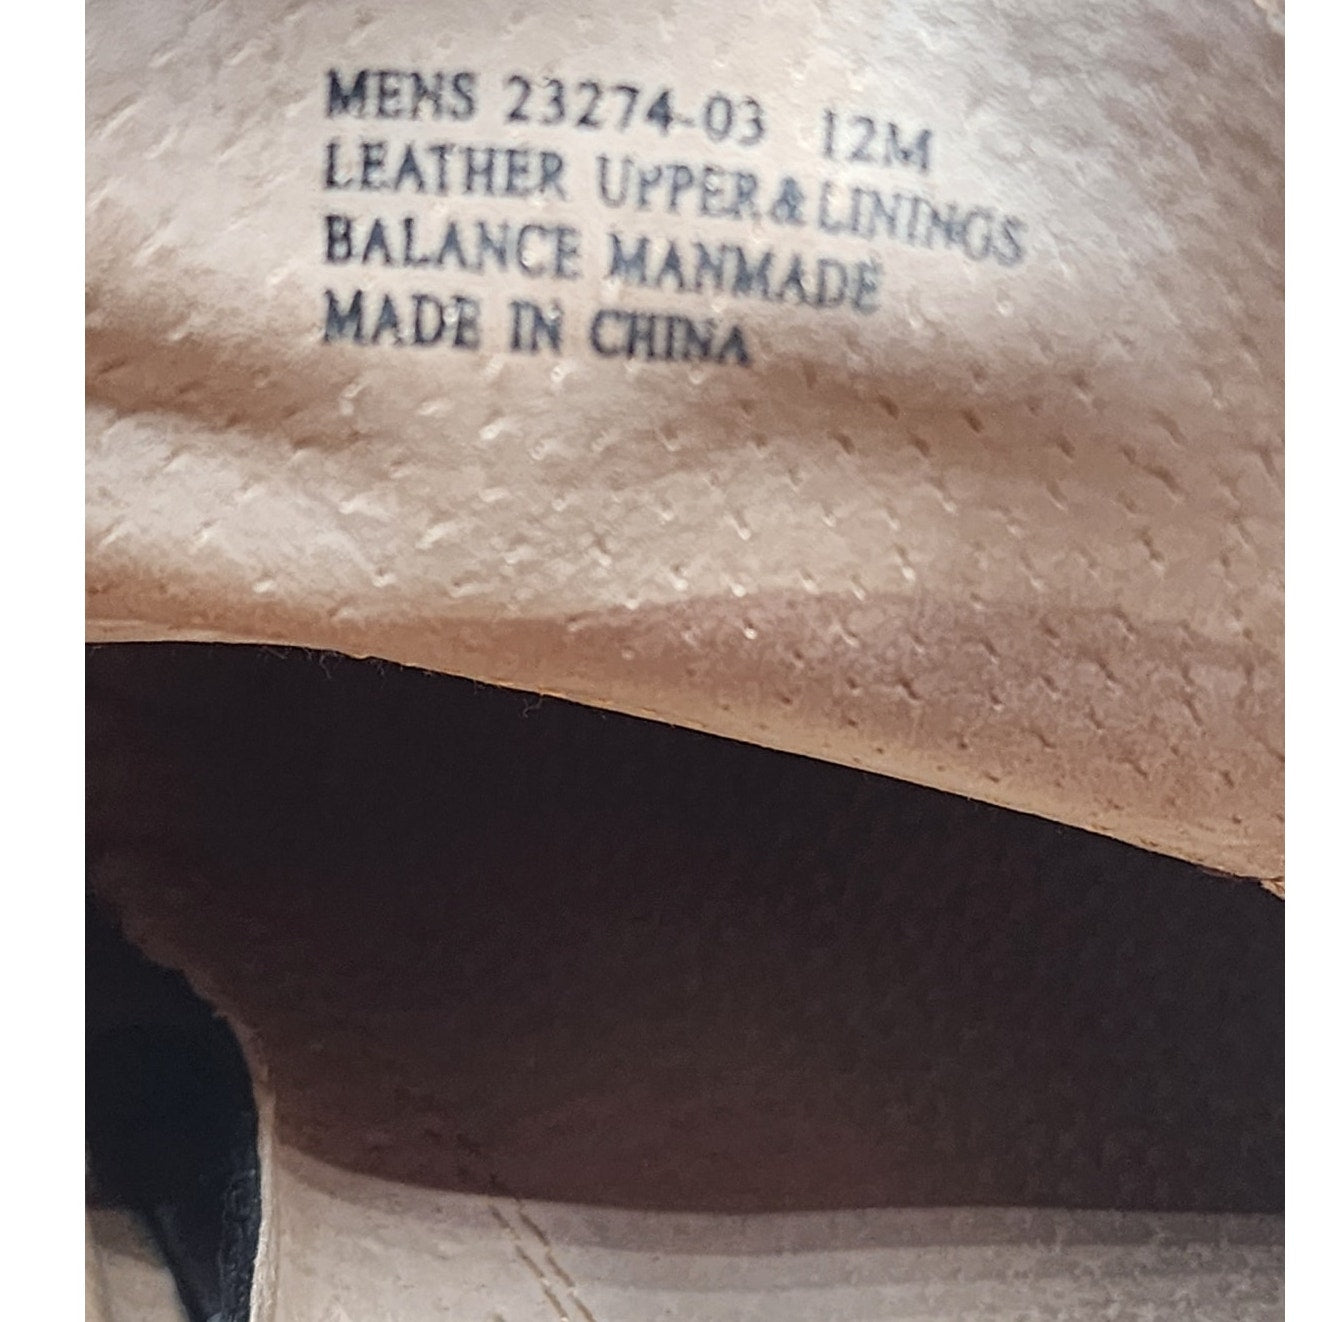 MENS 23274-03 12M
LEATHER UPPER & LININGS
BALANCE MANMADE
MADE IN CHINA